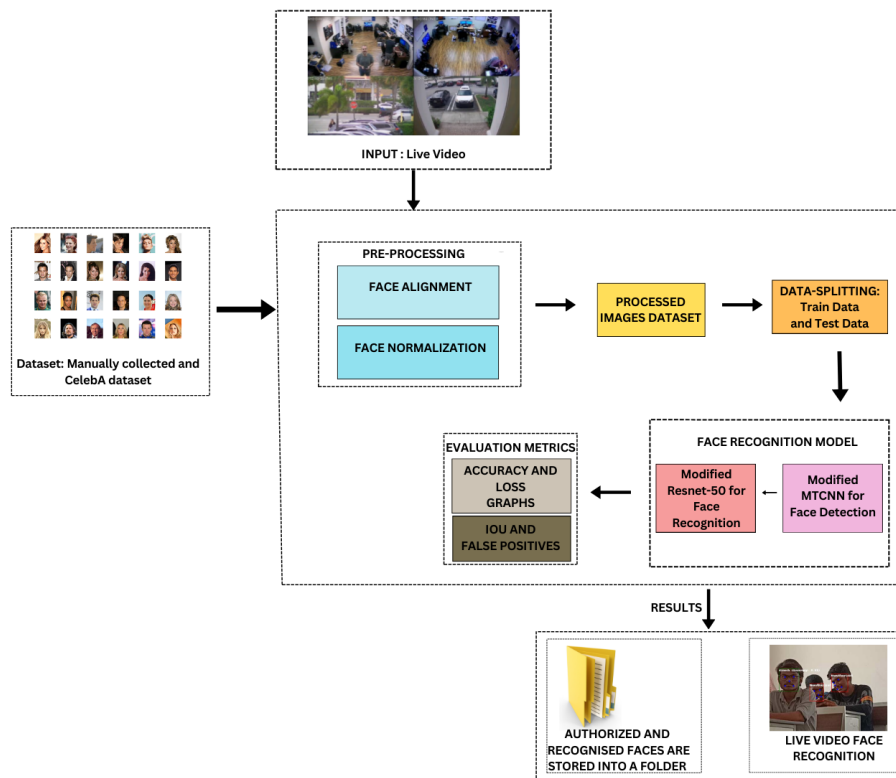 INPUT : Live Video
Dataset: Manually collected and
CelebA dataset
PRE-PROCESSING
FACE ALIGNMENT
FACE NORMALIZATION
PROCESSED
IMAGES DATASET
DATA-SPLITTING:
Train Data
and Test Data
FACE RECOGNITION MODEL
Modified
MTCNN for
Face Detection
Modified
Resnet-50 for
Face
Recognition
EVALUATION METRICS
ACCURACY AND
LOSS
GRAPHS
IOU AND
FALSE POSITIVES
RESULTS
AUTHORIZED AND
RECOGNISED FACES ARE
STORED INTO A FOLDER
LIVE VIDEO FACE
RECOGNITION